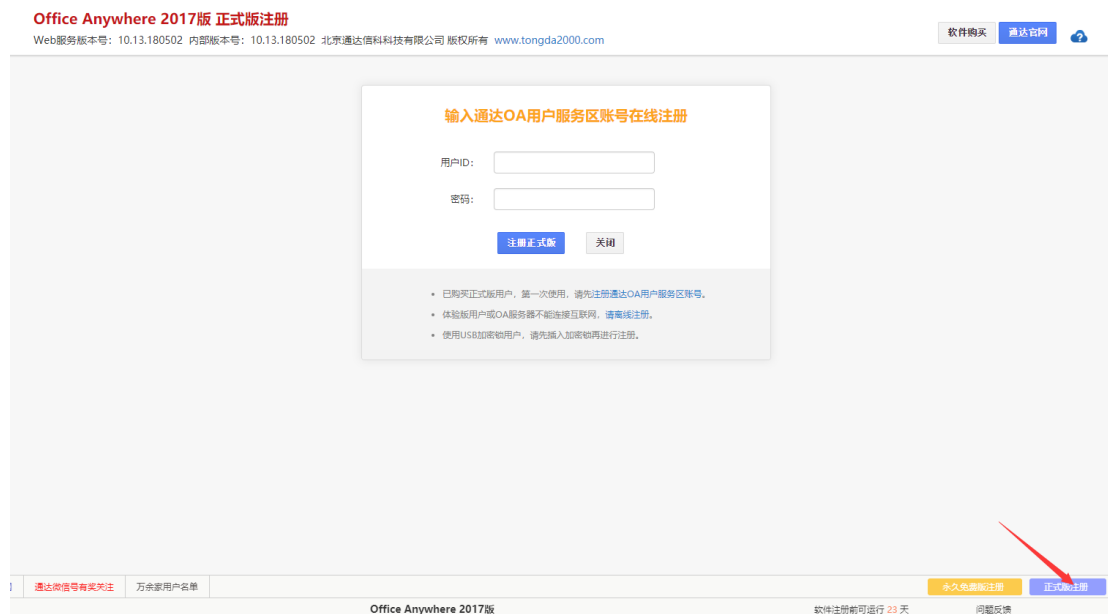 Office Anywhere 2017版 正式版注册
Web服务版本号：10.13.180502 内部版本号：10.13.180502 北京通达信科科技有限公司 版权所有 www.tongda2000.com
软件购买 通达官网
输入通达OA用户服务区账号在线注册
用户ID：
密码：
注册正式版 关闭
已购买正式版用户，第一次使用，请先注册通达OA用户服务区账号。
体验版用户或OA服务器不能连接互联网，请离线注册。
使用USB加密锁用户，请先插入加密锁再进行注册。
通达微信号有奖关注 万余家用户名单 永久免费版注册 正式版注册
Office Anywhere 2017版 软件注册前可运行 23 天 问题反馈